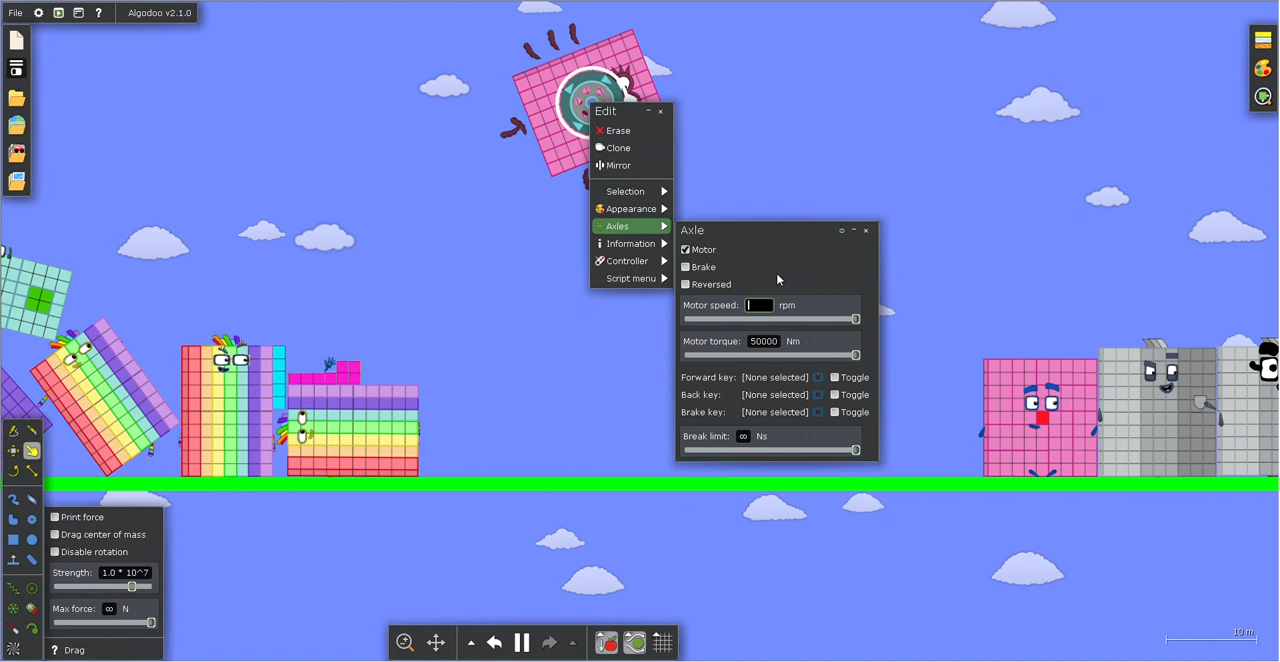 File ? Algodoo v2.1.0
Edit
Erase
Clone
Mirror
Selection
Appearance
Axles
Information
Controller
Script menu
Axle
Motor
Brake
Reversed
Motor speed: rpm
Motor torque: 50000 Nm
Forward key: [None selected] Toggle
Back key: [None selected] Toggle
Brake key: [None selected] Toggle
Break limit: ∞ Ns
Print force
Drag center of mass
Disable rotation
Strength: 1.0 * 10^7
Max force: ∞ N
? Drag
10 m